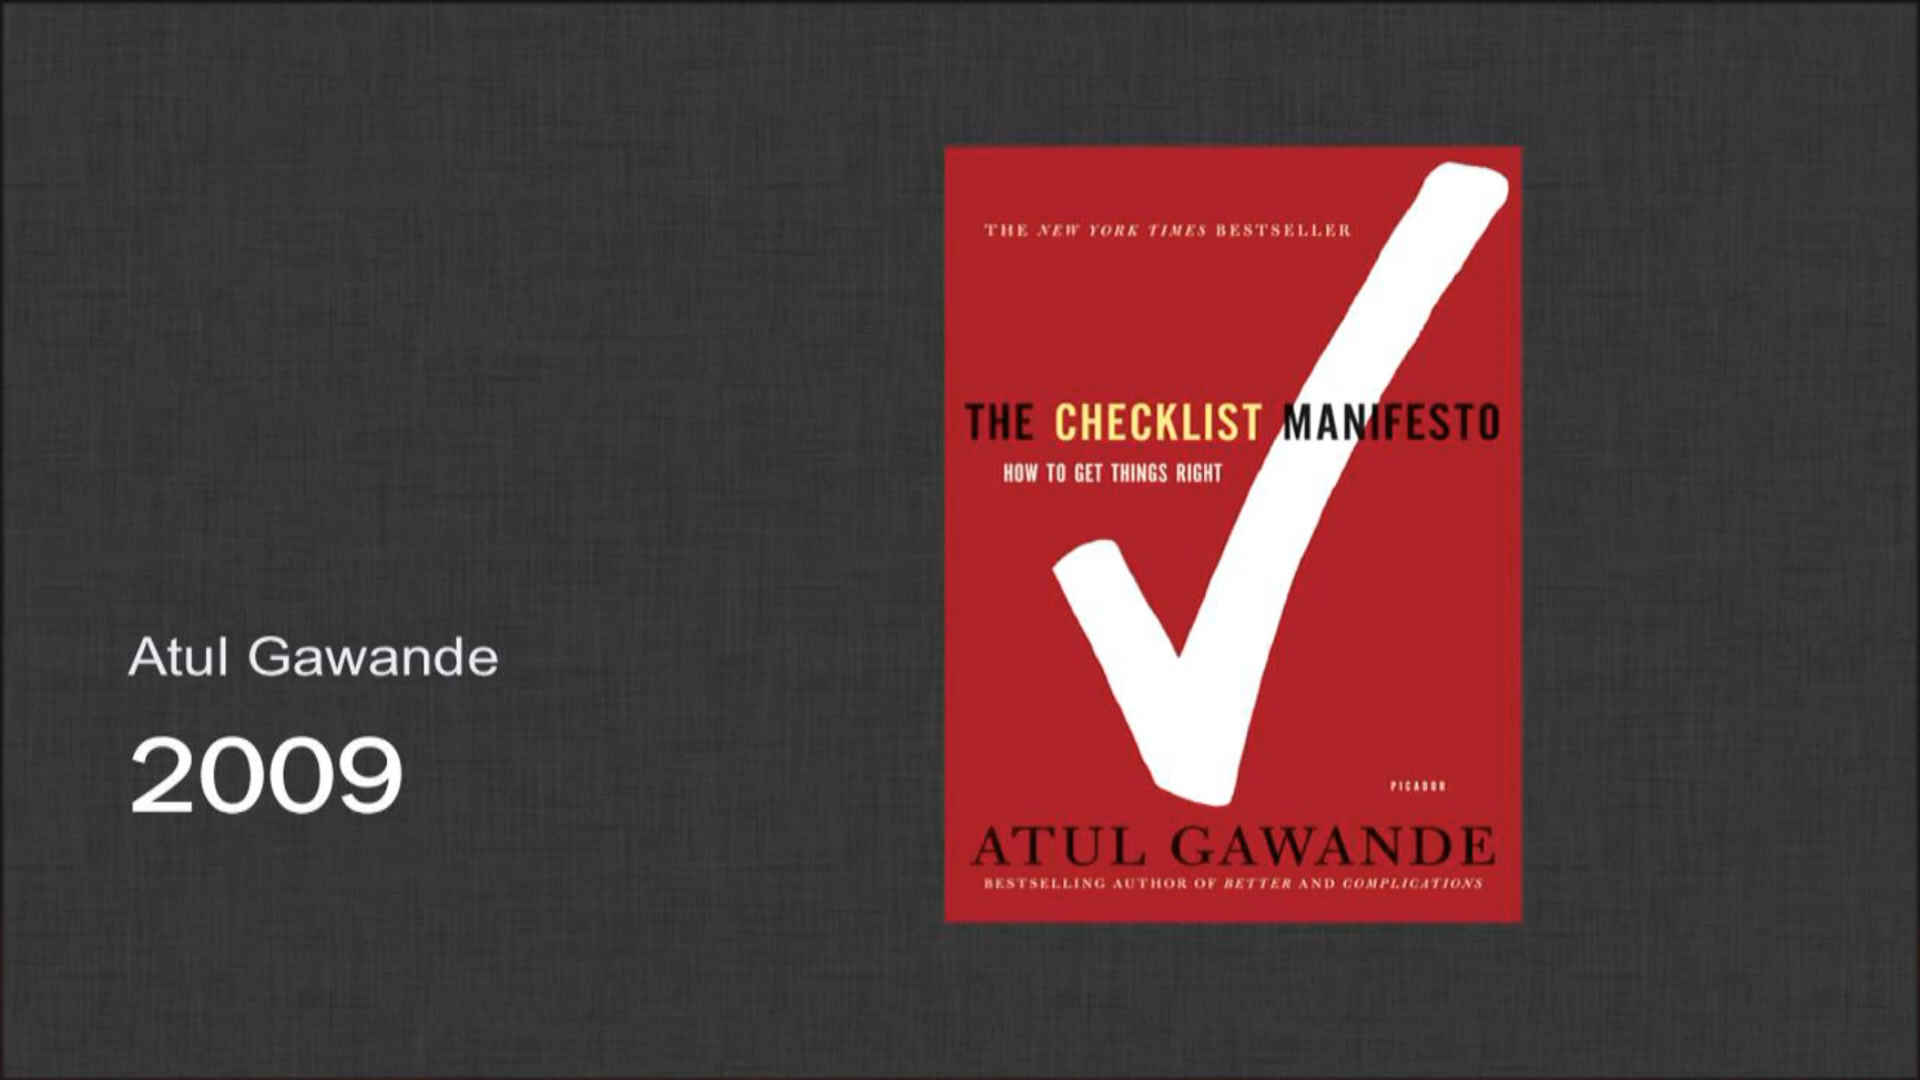 Atul Gawande
2009
THE NEW YORK TIMES BESTSELLER
THE CHECKLIST MANIFESTO
HOW TO GET THINGS RIGHT
PICADOR
ATUL GAWANDE
BESTSELLING AUTHOR OF BETTER AND COMPLICATIONS